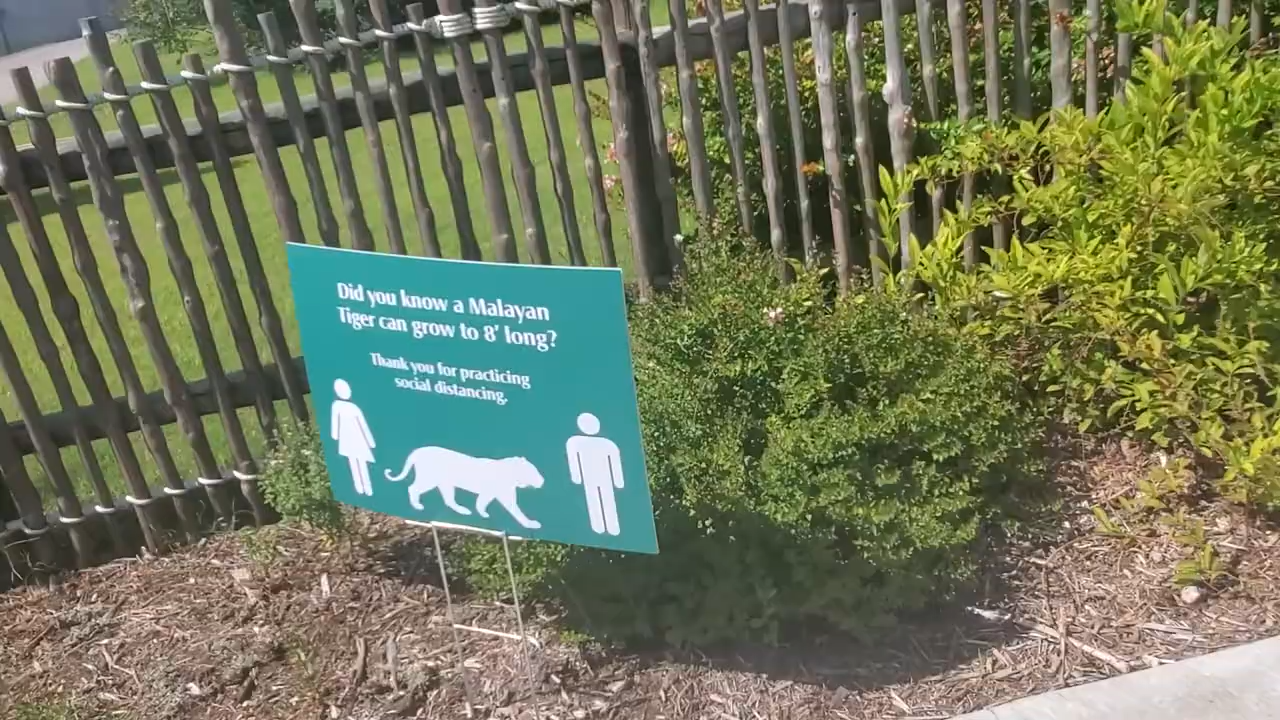 Did you know a Malayan
Tiger can grow to 8' long?
Thank you for practicing
social distancing.